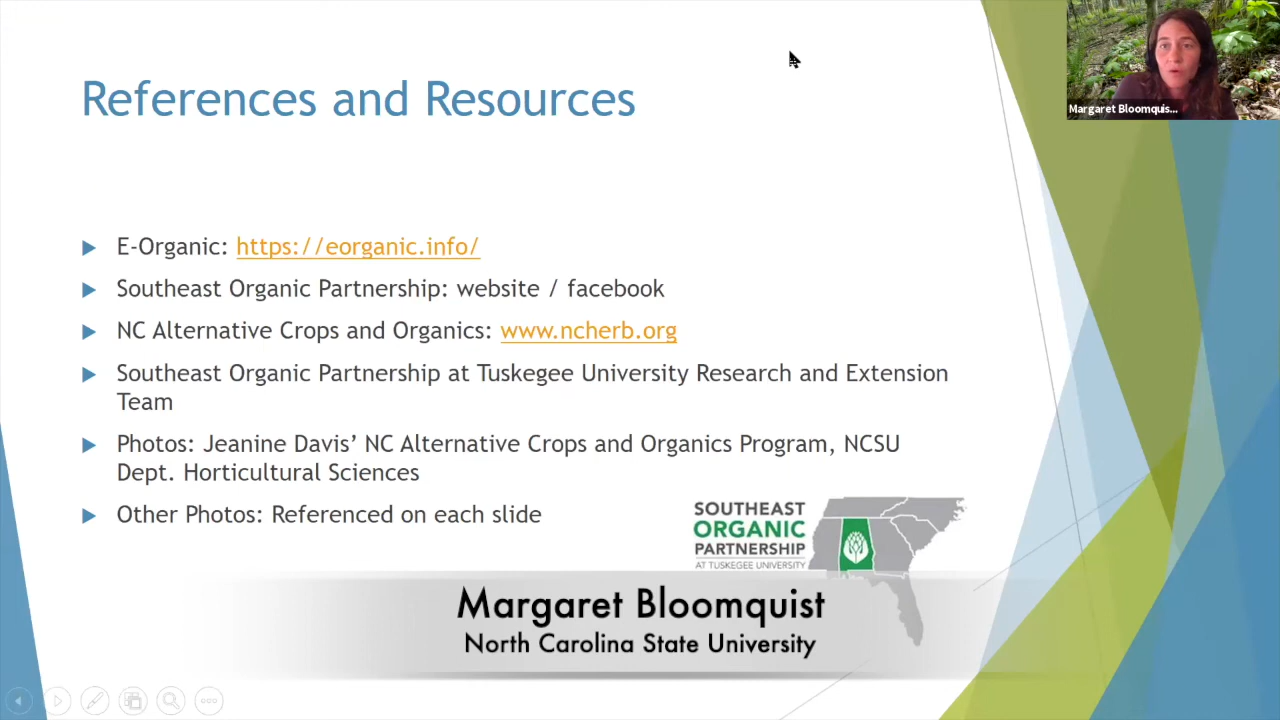 References and Resources
Margaret Bloomquis...
E-Organic: https://eorganic.info/
Southeast Organic Partnership: website / facebook
NC Alternative Crops and Organics: www.ncherb.org
Southeast Organic Partnership at Tuskegee University Research and Extension
Team
Photos: Jeanine Davis’ NC Alternative Crops and Organics Program, NCSU
Dept. Horticultural Sciences
Other Photos: Referenced on each slide
SOUTHEAST
ORGANIC
PARTNERSHIP
AT TUSKEGEE UNIVERSITY
Margaret Bloomquist
North Carolina State University